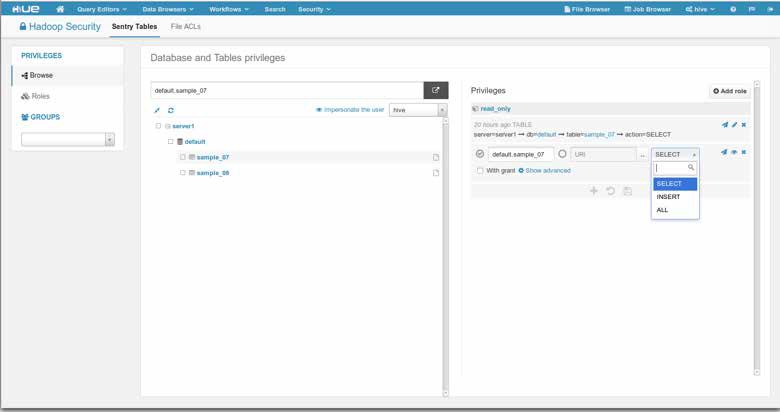 HUE Query Editors Data Browsers Workflows Search Security File Browser Job Browser hive
Hadoop Security Sentry Tables File ACLs
PRIVILEGES
Browse
Roles
GROUPS
Database and Tables privileges
default.sample_07
Impersonate the user hive
server1
default
sample_07
sample_08
Privileges
Add role
read_only
20 hours ago TABLE
server=server1 → db=default → table=sample_07 → action=SELECT
default.sample_07 URI .. SELECT
With grant Show advanced
SELECT
INSERT
ALL